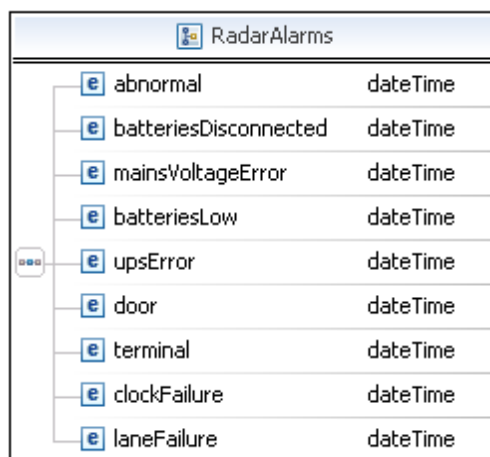 RadarAlarms
e abnormal dateTime
e batteriesDisconnected dateTime
e mainsVoltageError dateTime
e batteriesLow dateTime
e upsError dateTime
e door dateTime
e terminal dateTime
e clockFailure dateTime
e laneFailure dateTime